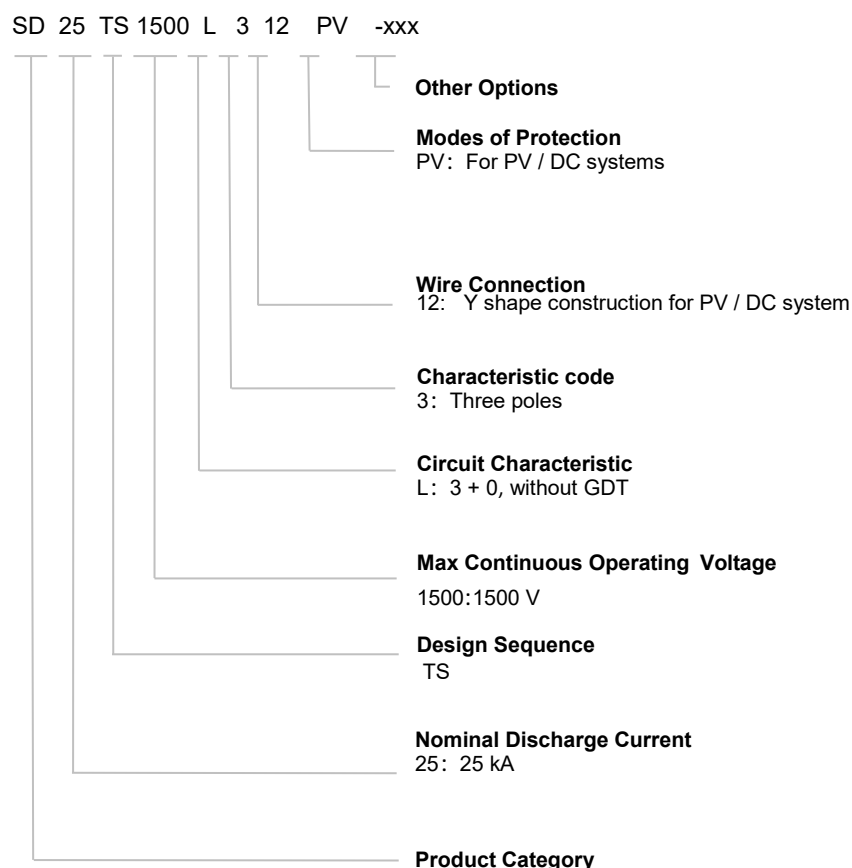 SD 25 TS 1500 L 3 12 PV -xxx
Other Options
Modes of Protection
PV: For PV / DC systems
Wire Connection
12: Y shape construction for PV / DC system
Characteristic code
3: Three poles
Circuit Characteristic
L: 3 + 0, without GDT
Max Continuous Operating Voltage
1500:1500 V
Design Sequence
TS
Nominal Discharge Current
25: 25 kA
Product Category